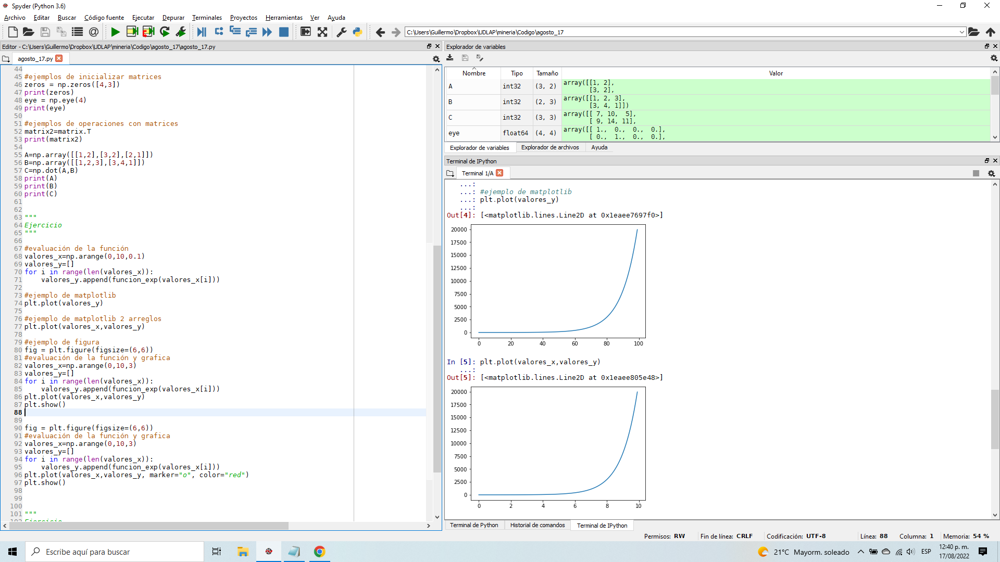 Spyder (Python 3.6)
Archivo Editar Buscar Código fuente Ejecutar Depurar Terminales Proyectos Herramientas Ver Ayuda
C:\Users\Guillermo\Dropbox\UDLAP\mineria\Codigo\agosto_17
Editor - C:\Users\Guillermo\Dropbox\UDLAP\mineria\Codigo\agosto_17\agosto_17.py
agosto_17.py
44
45 #ejemplos de inicializar matrices
46 zeros = np.zeros([4,3])
47 print(zeros)
48 eye = np.eye(4)
49 print(eye)
50
51 #ejemplos de operaciones con matrices
52 matrix2=matrix.T
53 print(matrix2)
54
55 A=np.array([[1,2],[3,2],[2,1]])
56 B=np.array([[1,2,3],[3,4,1]])
57 C=np.dot(A,B)
58 print(A)
59 print(B)
60 print(C)
61
62
63 """
64 Ejercicio
65 """
66
67 #evaluación de la función
68 valores_x=np.arange(0,10,0.1)
69 valores_y=[]
70 for i in range(len(valores_x)):
71     valores_y.append(funcion_exp(valores_x[i]))
72
73 #ejemplo de matplotlib
74 plt.plot(valores_y)
75
76 #ejemplo de matplotlib 2 arreglos
77 plt.plot(valores_x,valores_y)
78
79 #ejemplo de figura
80 fig = plt.figure(figsize=(6,6))
81 #evaluación de la función y grafica
82 valores_x=np.arange(0,10,3)
83 valores_y=[]
84 for i in range(len(valores_x)):
85     valores_y.append(funcion_exp(valores_x[i]))
86 plt.plot(valores_x,valores_y)
87 plt.show()
88
89
90 fig = plt.figure(figsize=(6,6))
91 #evaluación de la función y grafica
92 valores_x=np.arange(0,10,3)
93 valores_y=[]
94 for i in range(len(valores_x)):
95     valores_y.append(funcion_exp(valores_x[i]))
96 plt.plot(valores_x,valores_y, marker="o", color="red")
97 plt.show()
98
99
100
101 """
102 Ejercicio
Explorador de variables
Nombre Tipo Tamaño Valor
A int32 (3, 2) array([[1, 2],
[3, 2],
B int32 (2, 3) array([[1, 2, 3],
[3, 4, 1]])
C int32 (3, 3) array([[ 7, 10,  5],
[ 9, 14, 11],
eye float64 (4, 4) array([[ 1.,  0.,  0.,  0.],
[ 0.,  1.,  0.,  0.],
Explorador de variables Explorador de archivos Ayuda
Terminal de IPython
Terminal 1/A
...:
...: #ejemplo de matplotlib
...: plt.plot(valores_y)
...:
Out[4]: [<matplotlib.lines.Line2D at 0x1eaee7697f0>]
20000
17500
15000
12500
10000
7500
5000
2500
0
0 20 40 60 80 100
In [5]: plt.plot(valores_x,valores_y)
...:
Out[5]: [<matplotlib.lines.Line2D at 0x1eaee805e48>]
20000
17500
15000
12500
10000
7500
5000
2500
0
0 2 4 6 8 10
Terminal de Python Historial de comandos Terminal de IPython
Permisos: RW Fin de línea: CRLF Codificación: UTF-8 Línea: 88 Columna: 1 Memoria: 54 %
Escribe aquí para buscar
21°C Mayorm. soleado
ESP
12:40 p. m.
17/08/2022